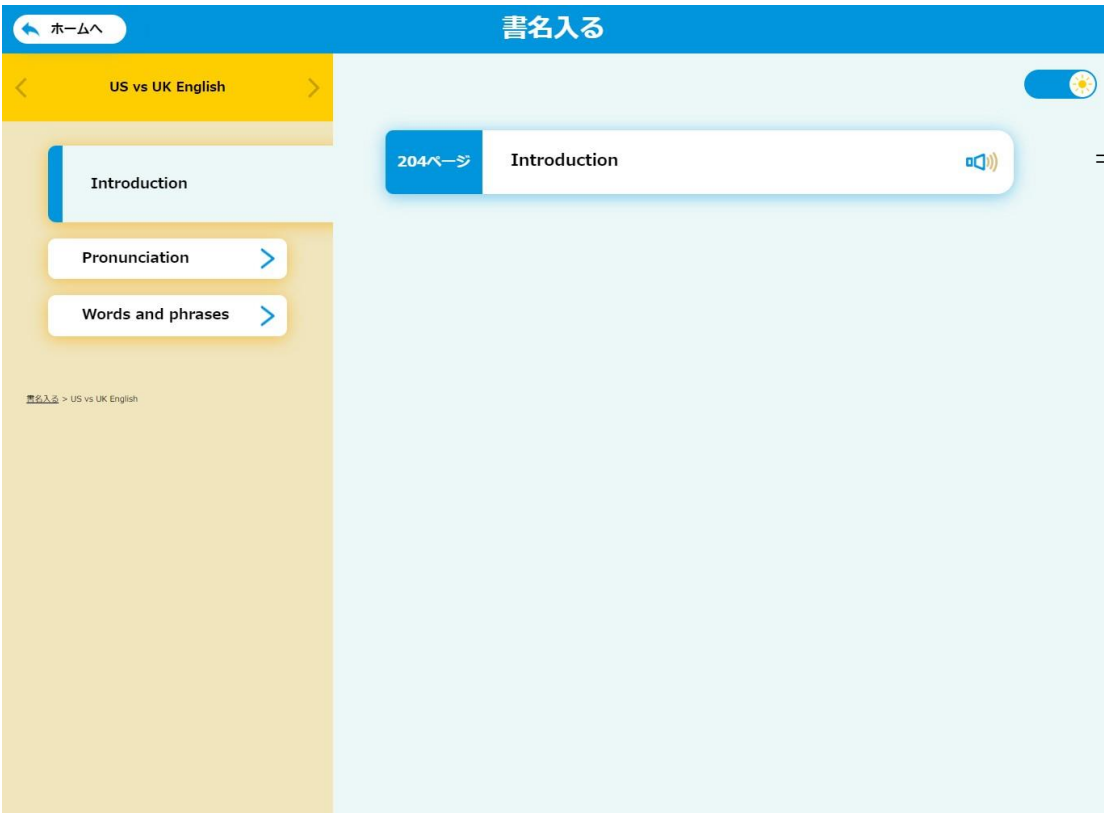 ホームへ
書名入る
US vs UK English
Introduction
Pronunciation
Words and phrases
書名入る > US vs UK English
204ページ
Introduction